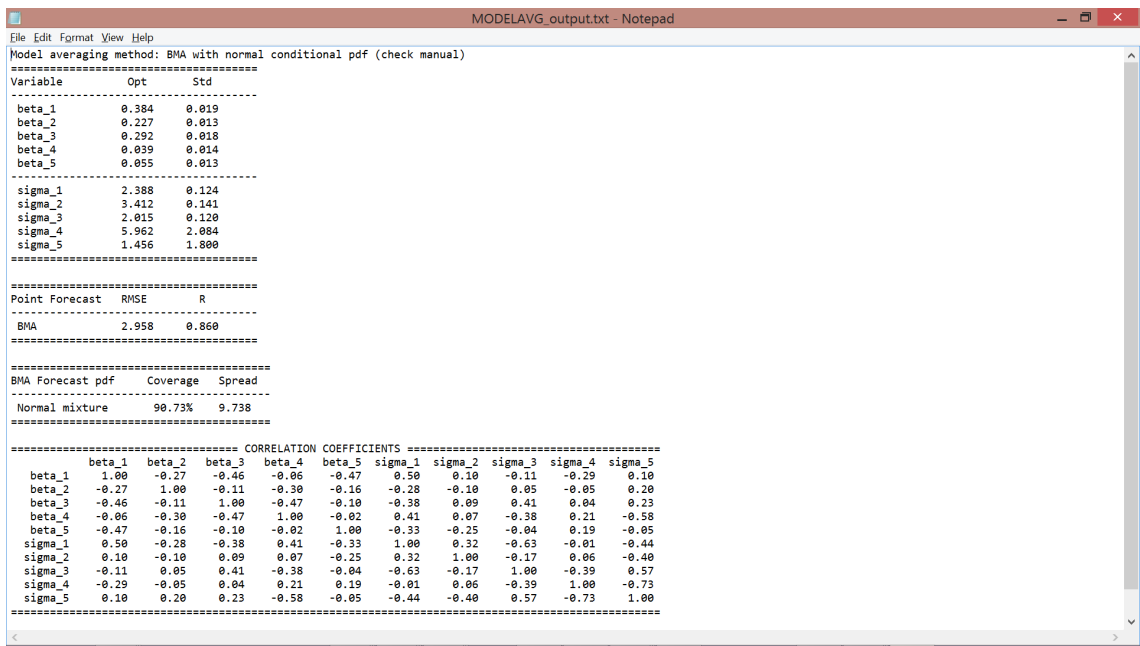 MODELAVG_output.txt - Notepad
File Edit Format View Help
Model averaging method: BMA with normal conditional pdf (check manual)
======================================
Variable Opt Std
--------------------------------------
beta_1 0.384 0.019
beta_2 0.227 0.013
beta_3 0.292 0.018
beta_4 0.039 0.014
beta_5 0.055 0.013
--------------------------------------
sigma_1 2.388 0.124
sigma_2 3.412 0.141
sigma_3 2.015 0.120
sigma_4 5.962 2.084
sigma_5 1.456 1.800
======================================
======================================
Point Forecast RMSE R
--------------------------------------
BMA 2.958 0.860
======================================
========================================
BMA Forecast pdf Coverage Spread
----------------------------------------
Normal mixture 90.73% 9.738
========================================
=================================== CORRELATION COEFFICIENTS =======================================
beta_1 beta_2 beta_3 beta_4 beta_5 sigma_1 sigma_2 sigma_3 sigma_4 sigma_5
beta_1 1.00 -0.27 -0.46 -0.06 -0.47 0.50 0.10 -0.11 -0.29 0.10
beta_2 -0.27 1.00 -0.11 -0.30 -0.16 -0.28 -0.10 0.05 -0.05 0.20
beta_3 -0.46 -0.11 1.00 -0.47 -0.10 -0.38 0.09 0.41 0.04 0.23
beta_4 -0.06 -0.30 -0.47 1.00 -0.02 0.41 0.07 -0.38 0.21 -0.58
beta_5 -0.47 -0.16 -0.10 -0.02 1.00 -0.33 -0.25 -0.04 0.19 -0.05
sigma_1 0.50 -0.28 -0.38 0.41 -0.33 1.00 0.32 -0.63 -0.01 -0.44
sigma_2 0.10 -0.10 0.09 0.07 -0.25 0.32 1.00 -0.17 0.06 -0.40
sigma_3 -0.11 0.05 0.41 -0.38 -0.04 -0.63 -0.17 1.00 -0.39 0.57
sigma_4 -0.29 -0.05 0.04 0.21 0.19 -0.01 0.06 -0.39 1.00 -0.73
sigma_5 0.10 0.20 0.23 -0.58 -0.05 -0.44 -0.40 0.57 -0.73 1.00
====================================================================================================